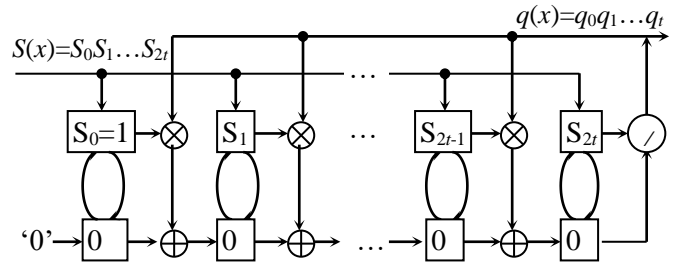 q(x)=q₀q₁…qₜ
S(x)=S₀S₁…S₂ₜ
…
S₀=1 S₁ … S₂ₜ₋₁ S₂ₜ /
‘0’ 0 0 … 0 0